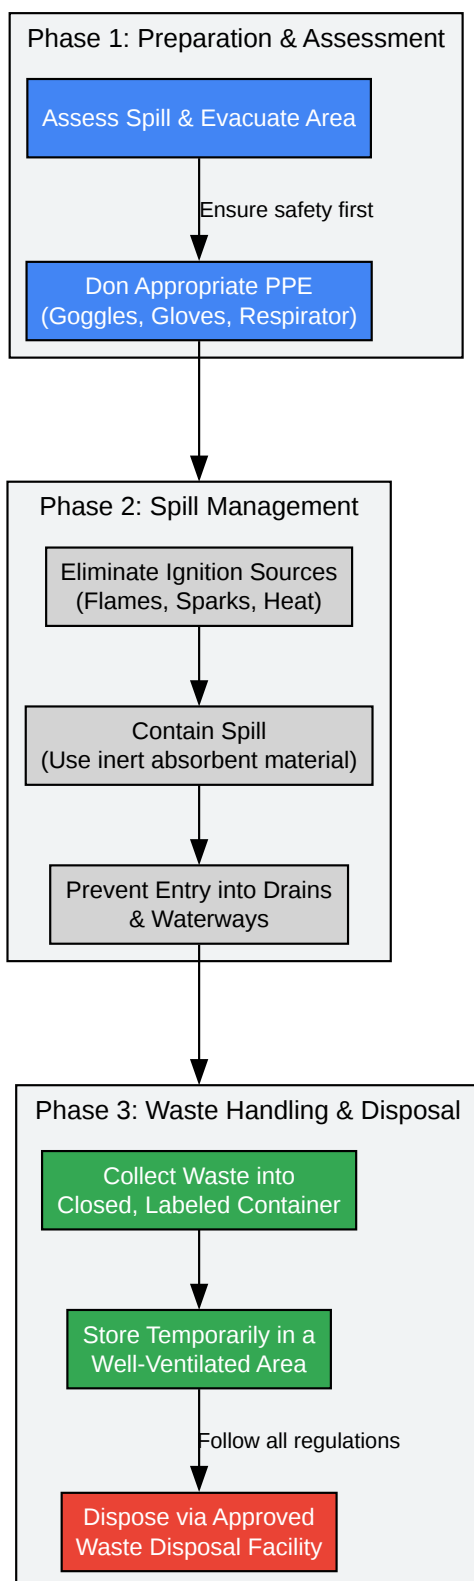 Phase 1: Preparation & Assessment
Assess Spill & Evacuate Area
Ensure safety first
Don Appropriate PPE
(Goggles, Gloves, Respirator)
Phase 2: Spill Management
Eliminate Ignition Sources
(Flames, Sparks, Heat)
Contain Spill
(Use inert absorbent material)
Prevent Entry into Drains
& Waterways
Phase 3: Waste Handling & Disposal
Collect Waste into
Closed, Labeled Container
Store Temporarily in a
Well-Ventilated Area
Follow all regulations
Dispose via Approved
Waste Disposal Facility